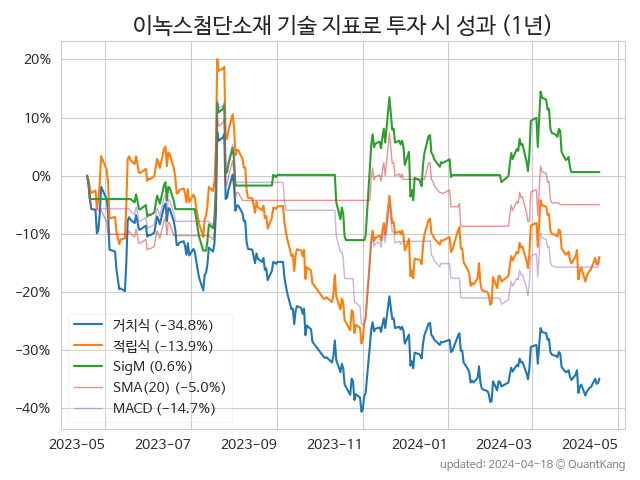 이녹스첨단소재 기술 지표로 투자 시 성과 (1년)
20%
10%
0%
−10%
−20%
−30%
−40%
거치식 (−34.8%)
적립식 (−13.9%)
SigM (0.6%)
SMA(20) (−5.0%)
MACD (−14.7%)
2023-05
2023-07
2023-09
2023-11
2024-01
2024-03
2024-05
updated: 2024-04-18 © QuantKang